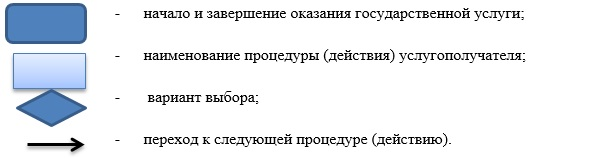 - начало и завершение оказания государственной услуги;
- наименование процедуры (действия) услугополучателя;
- вариант выбора;
- переход к следующей процедуре (действию).